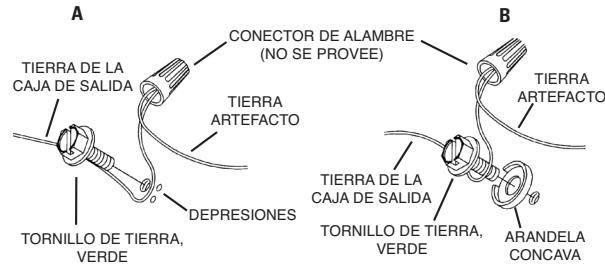 A
CONECTOR DE ALAMBRE
(NO SE PROVEE)
B
TIERRA DE LA
CAJA DE SALIDA
TIERRA
ARTEFACTO
DEPRESIONES
TORNILLO DE TIERRA,
VERDE
TIERRA
ARTEFACTO
TIERRA DE LA
CAJA DE SALIDA
TORNILLO DE TIERRA,
VERDE
ARANDELA
CONCAVA